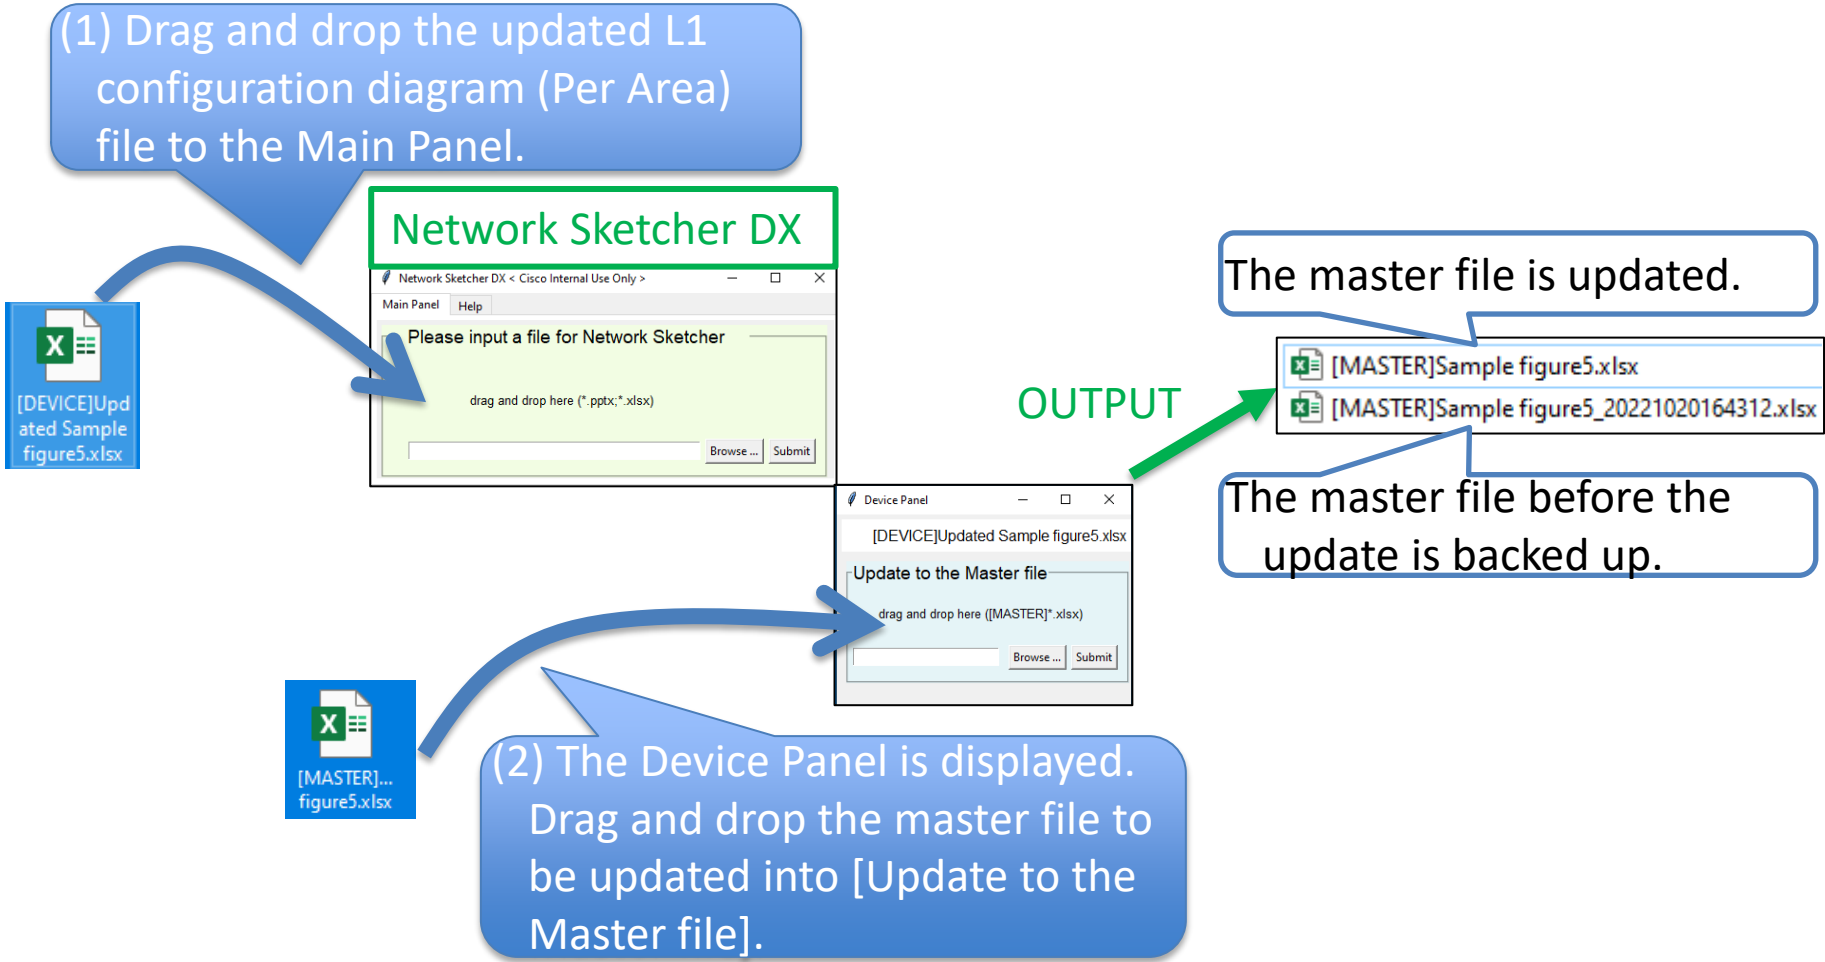 (1) Drag and drop the updated L1
configuration diagram (Per Area)
file to the Main Panel.
Network Sketcher DX
Network Sketcher DX < Cisco Internal Use Only >
Main Panel
Help
Please input a file for Network Sketcher
drag and drop here (*.pptx;*.xlsx)
Browse ...
Submit
[DEVICE]Upd
ated Sample
figure5.xlsx
The master file is updated.
[MASTER]Sample figure5.xlsx
[MASTER]Sample figure5_20221020164312.xlsx
OUTPUT
The master file before the
update is backed up.
Device Panel
[DEVICE]Updated Sample figure5.xlsx
Update to the Master file
drag and drop here ([MASTER]*.xlsx)
Browse ...
Submit
[MASTER]...
figure5.xlsx
(2) The Device Panel is displayed.
Drag and drop the master file to
be updated into [Update to the
Master file].